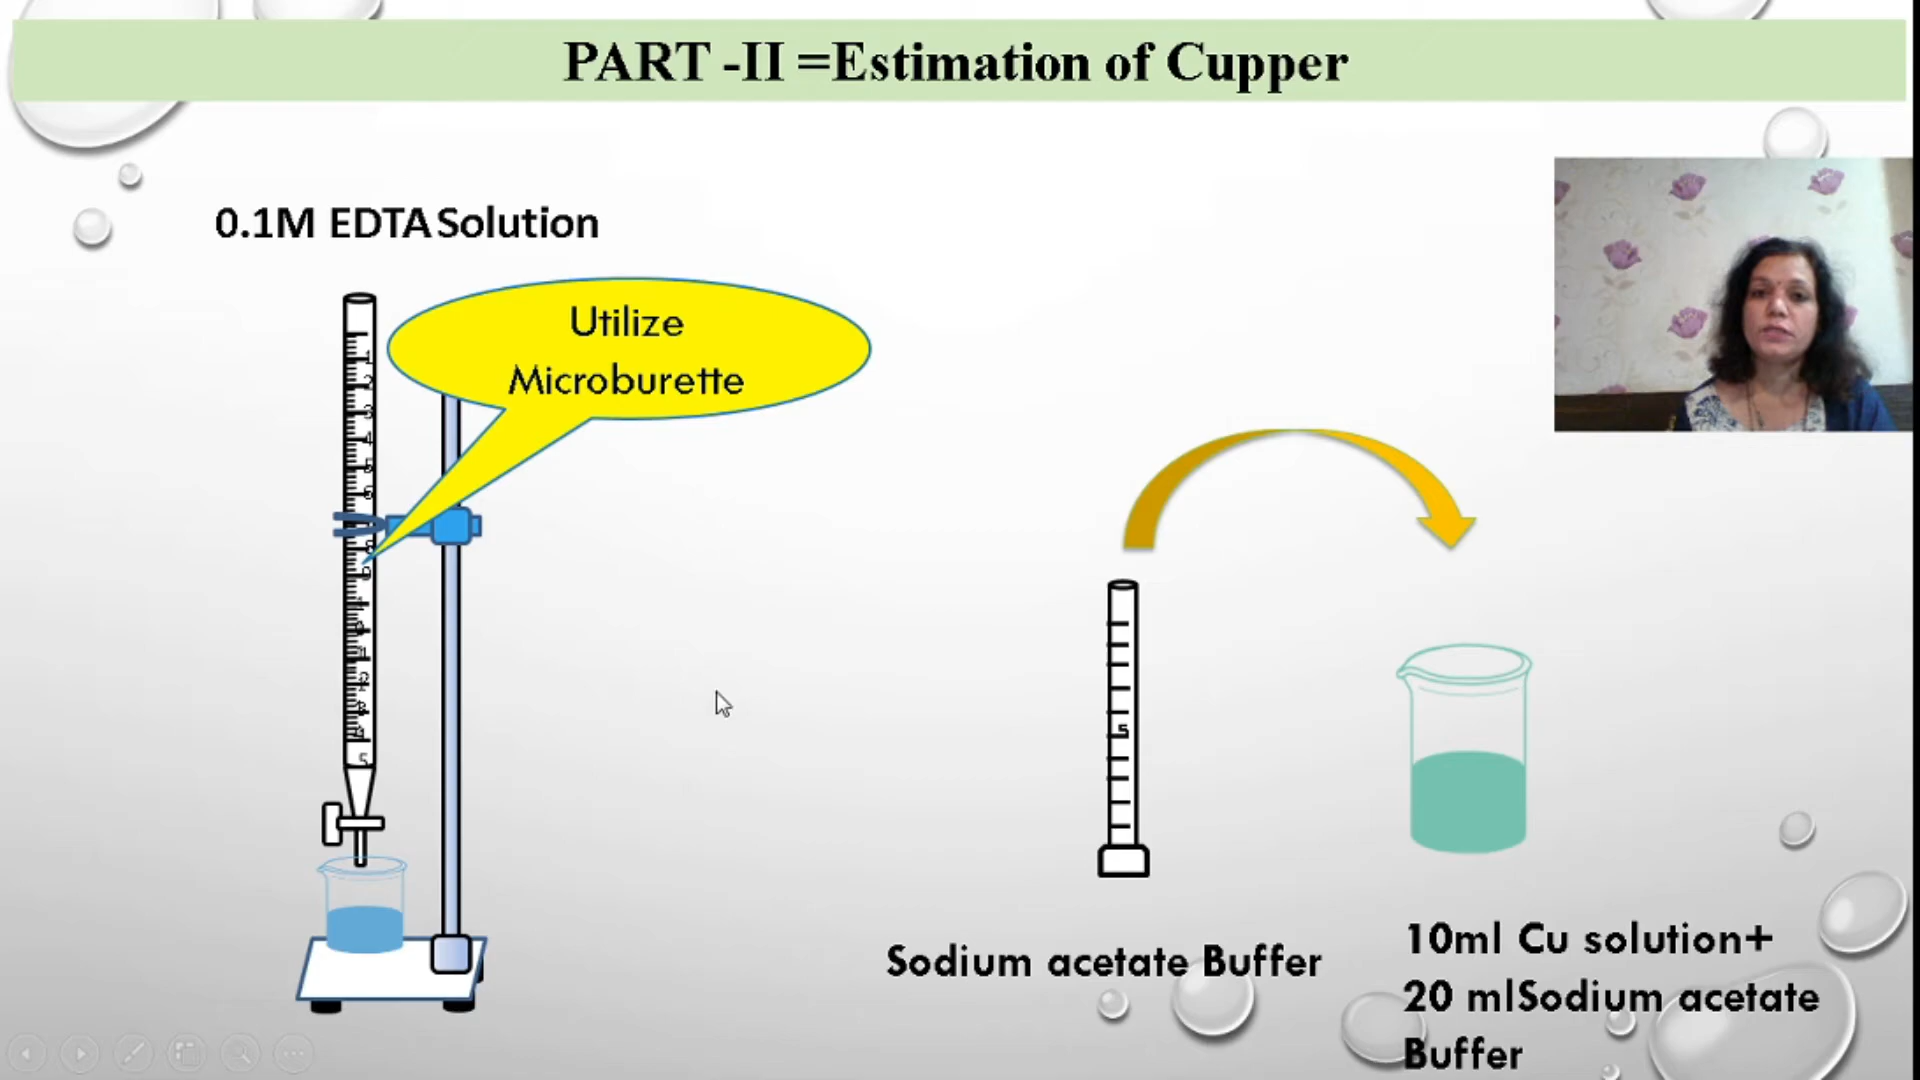 PART -II =Estimation of Cupper
0.1M EDTA Solution
Utilize
Microburette
5
Sodium acetate Buffer
10ml Cu solution+
20 mlSodium acetate
Buffer